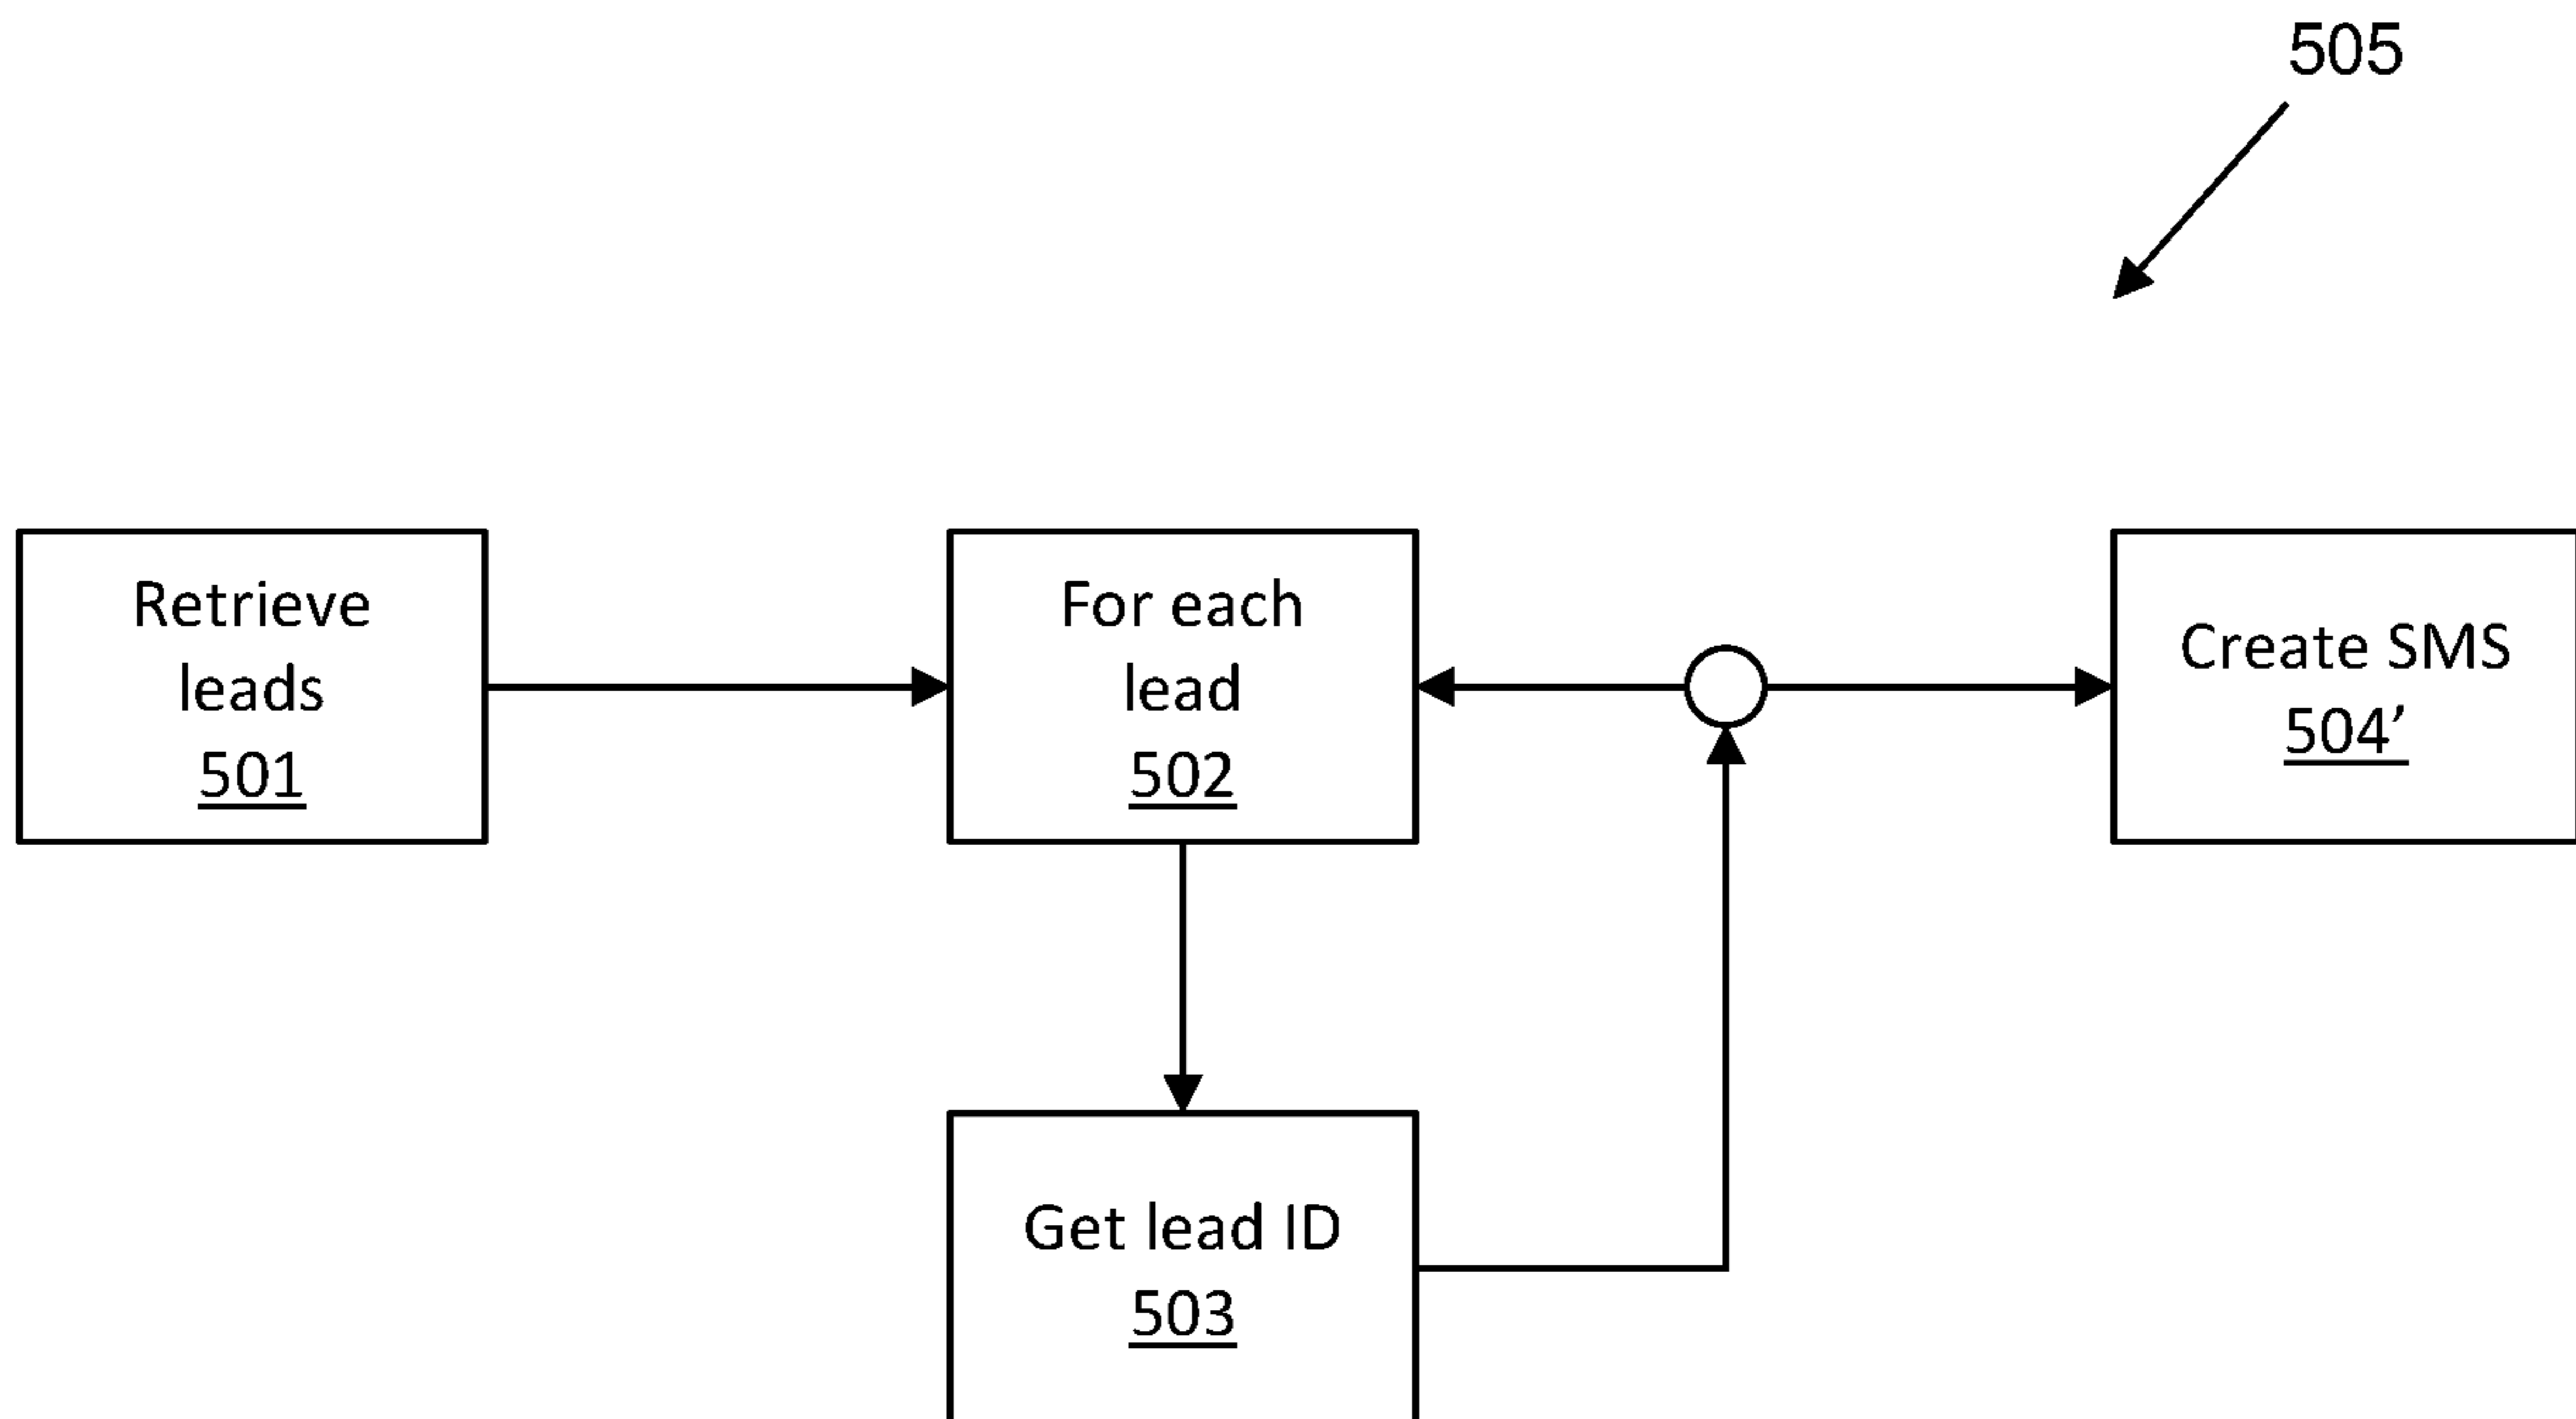 505
Retrieve
leads
501
For each
lead
502
Create SMS
504’
Get lead ID
503